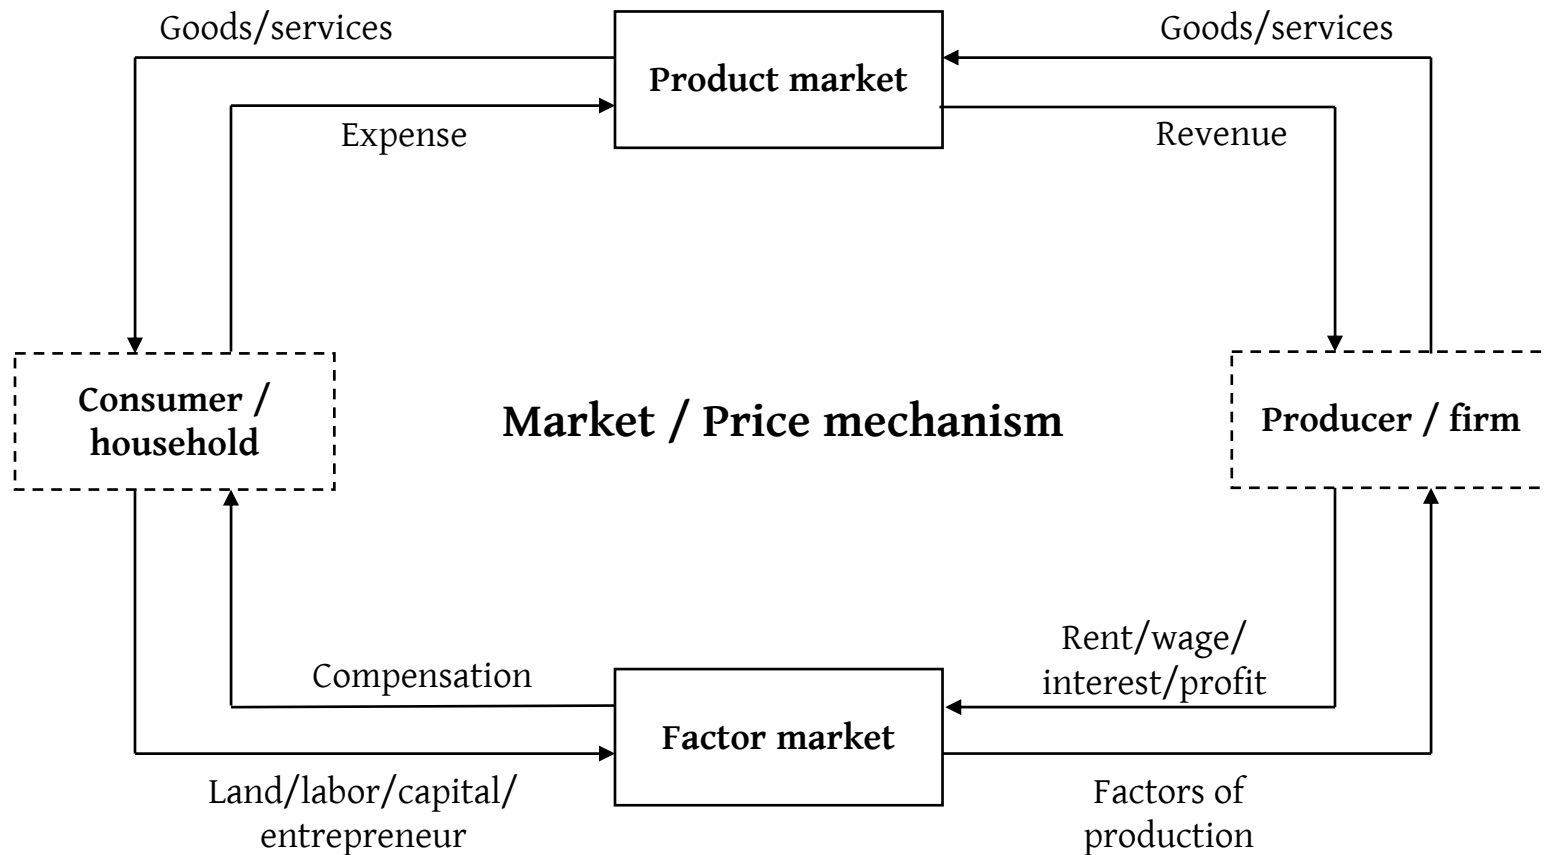 Goods/services
Goods/services
Product market
Expense
Revenue
Consumer /
household
Market / Price mechanism
Producer / firm
Rent/wage/
interest/profit
Compensation
Factor market
Land/labor/capital/
entrepreneur
Factors of
production